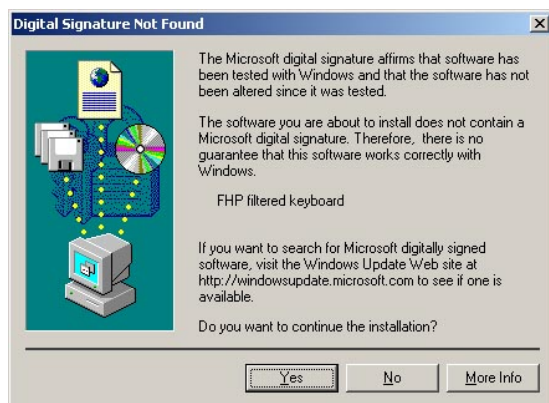 Digital Signature Not Found
The Microsoft digital signature affirms that software has
been tested with Windows and that the software has not
been altered since it was tested.
The software you are about to install does not contain a
Microsoft digital signature. Therefore, there is no
guarantee that this software works correctly with
Windows.
FHP filtered keyboard
If you want to search for Microsoft digitally signed
software, visit the Windows Update Web site at
http://windowsupdate.microsoft.com to see if one is
available.
Do you want to continue the installation?
Yes No More Info